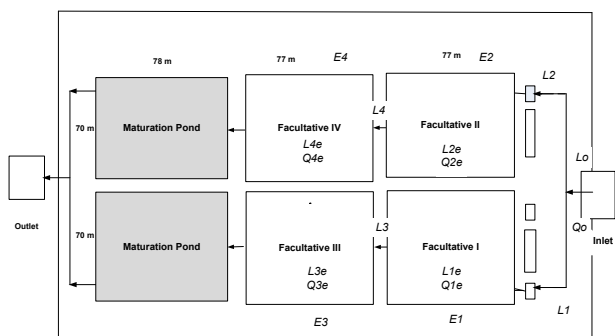 78 m
77 m
E4
77 m
E2
L2
70 m
Maturation Pond
Facultative IV
L4e
Q4e
L4
Facultative II
L2e
Q2e
Lo
Outlet
Qo
Inlet
70 m
Maturation Pond
Facultative III
L3e
Q3e
L3
Facultative I
L1e
Q1e
L1
E3
E1